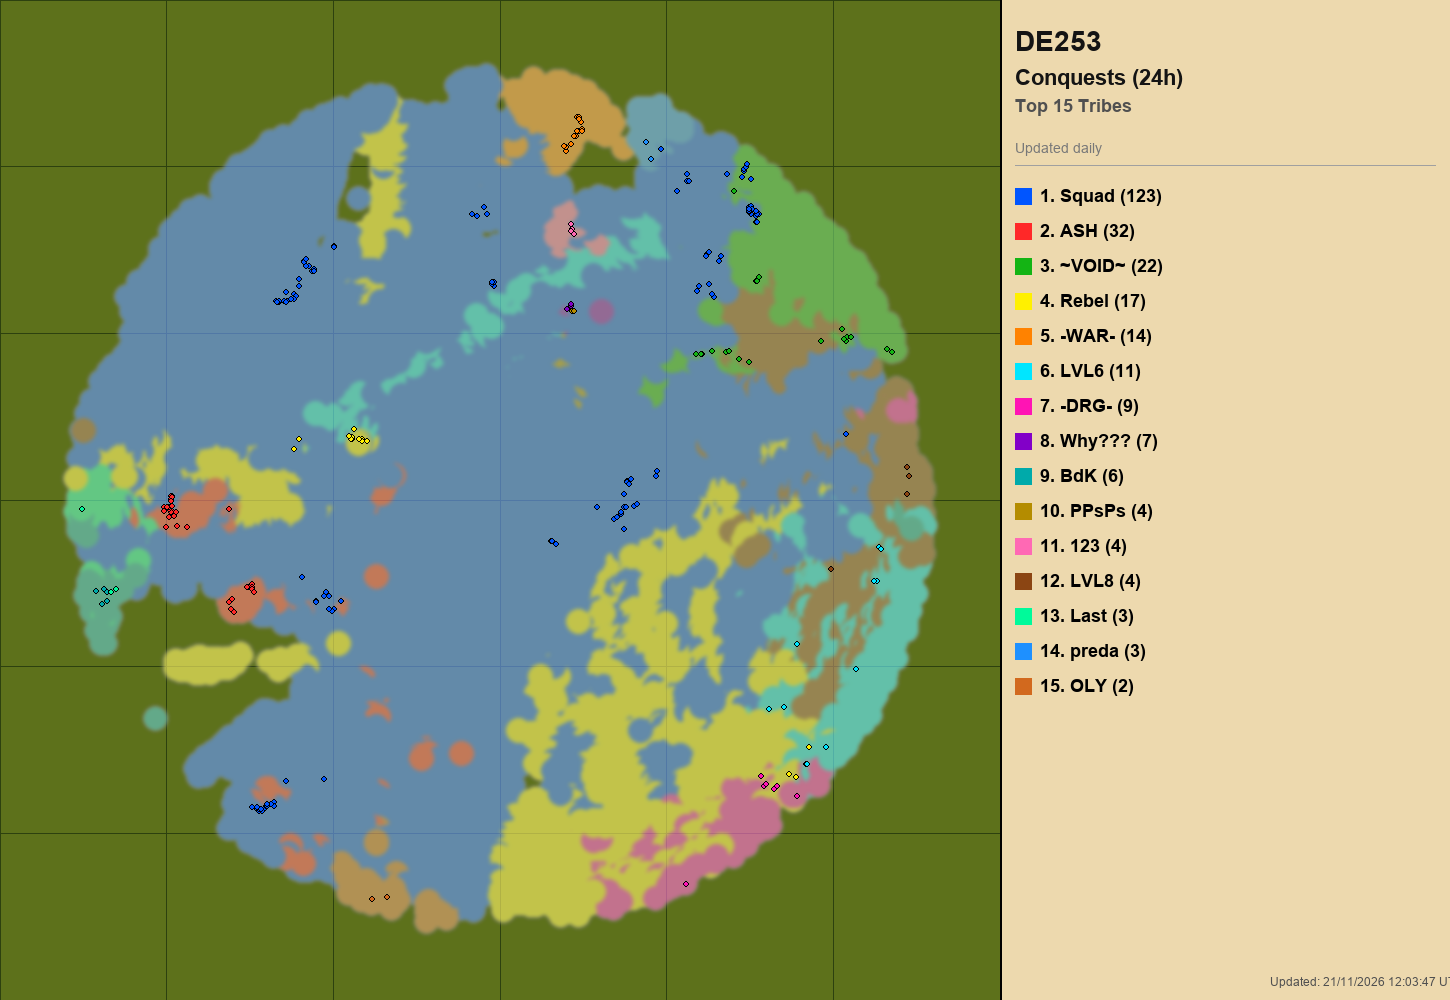 DE253
Conquests (24h)
Top 15 Tribes
Updated daily
1. Squad (123)
2. ASH (32)
3. ~VOID~ (22)
4. Rebel (17)
5. -WAR- (14)
6. LVL6 (11)
7. -DRG- (9)
8. Why??? (7)
9. BdK (6)
10. PPsPs (4)
11. 123 (4)
12. LVL8 (4)
13. Last (3)
14. preda (3)
15. OLY (2)
Updated: 21/11/2026 12:03:47 U